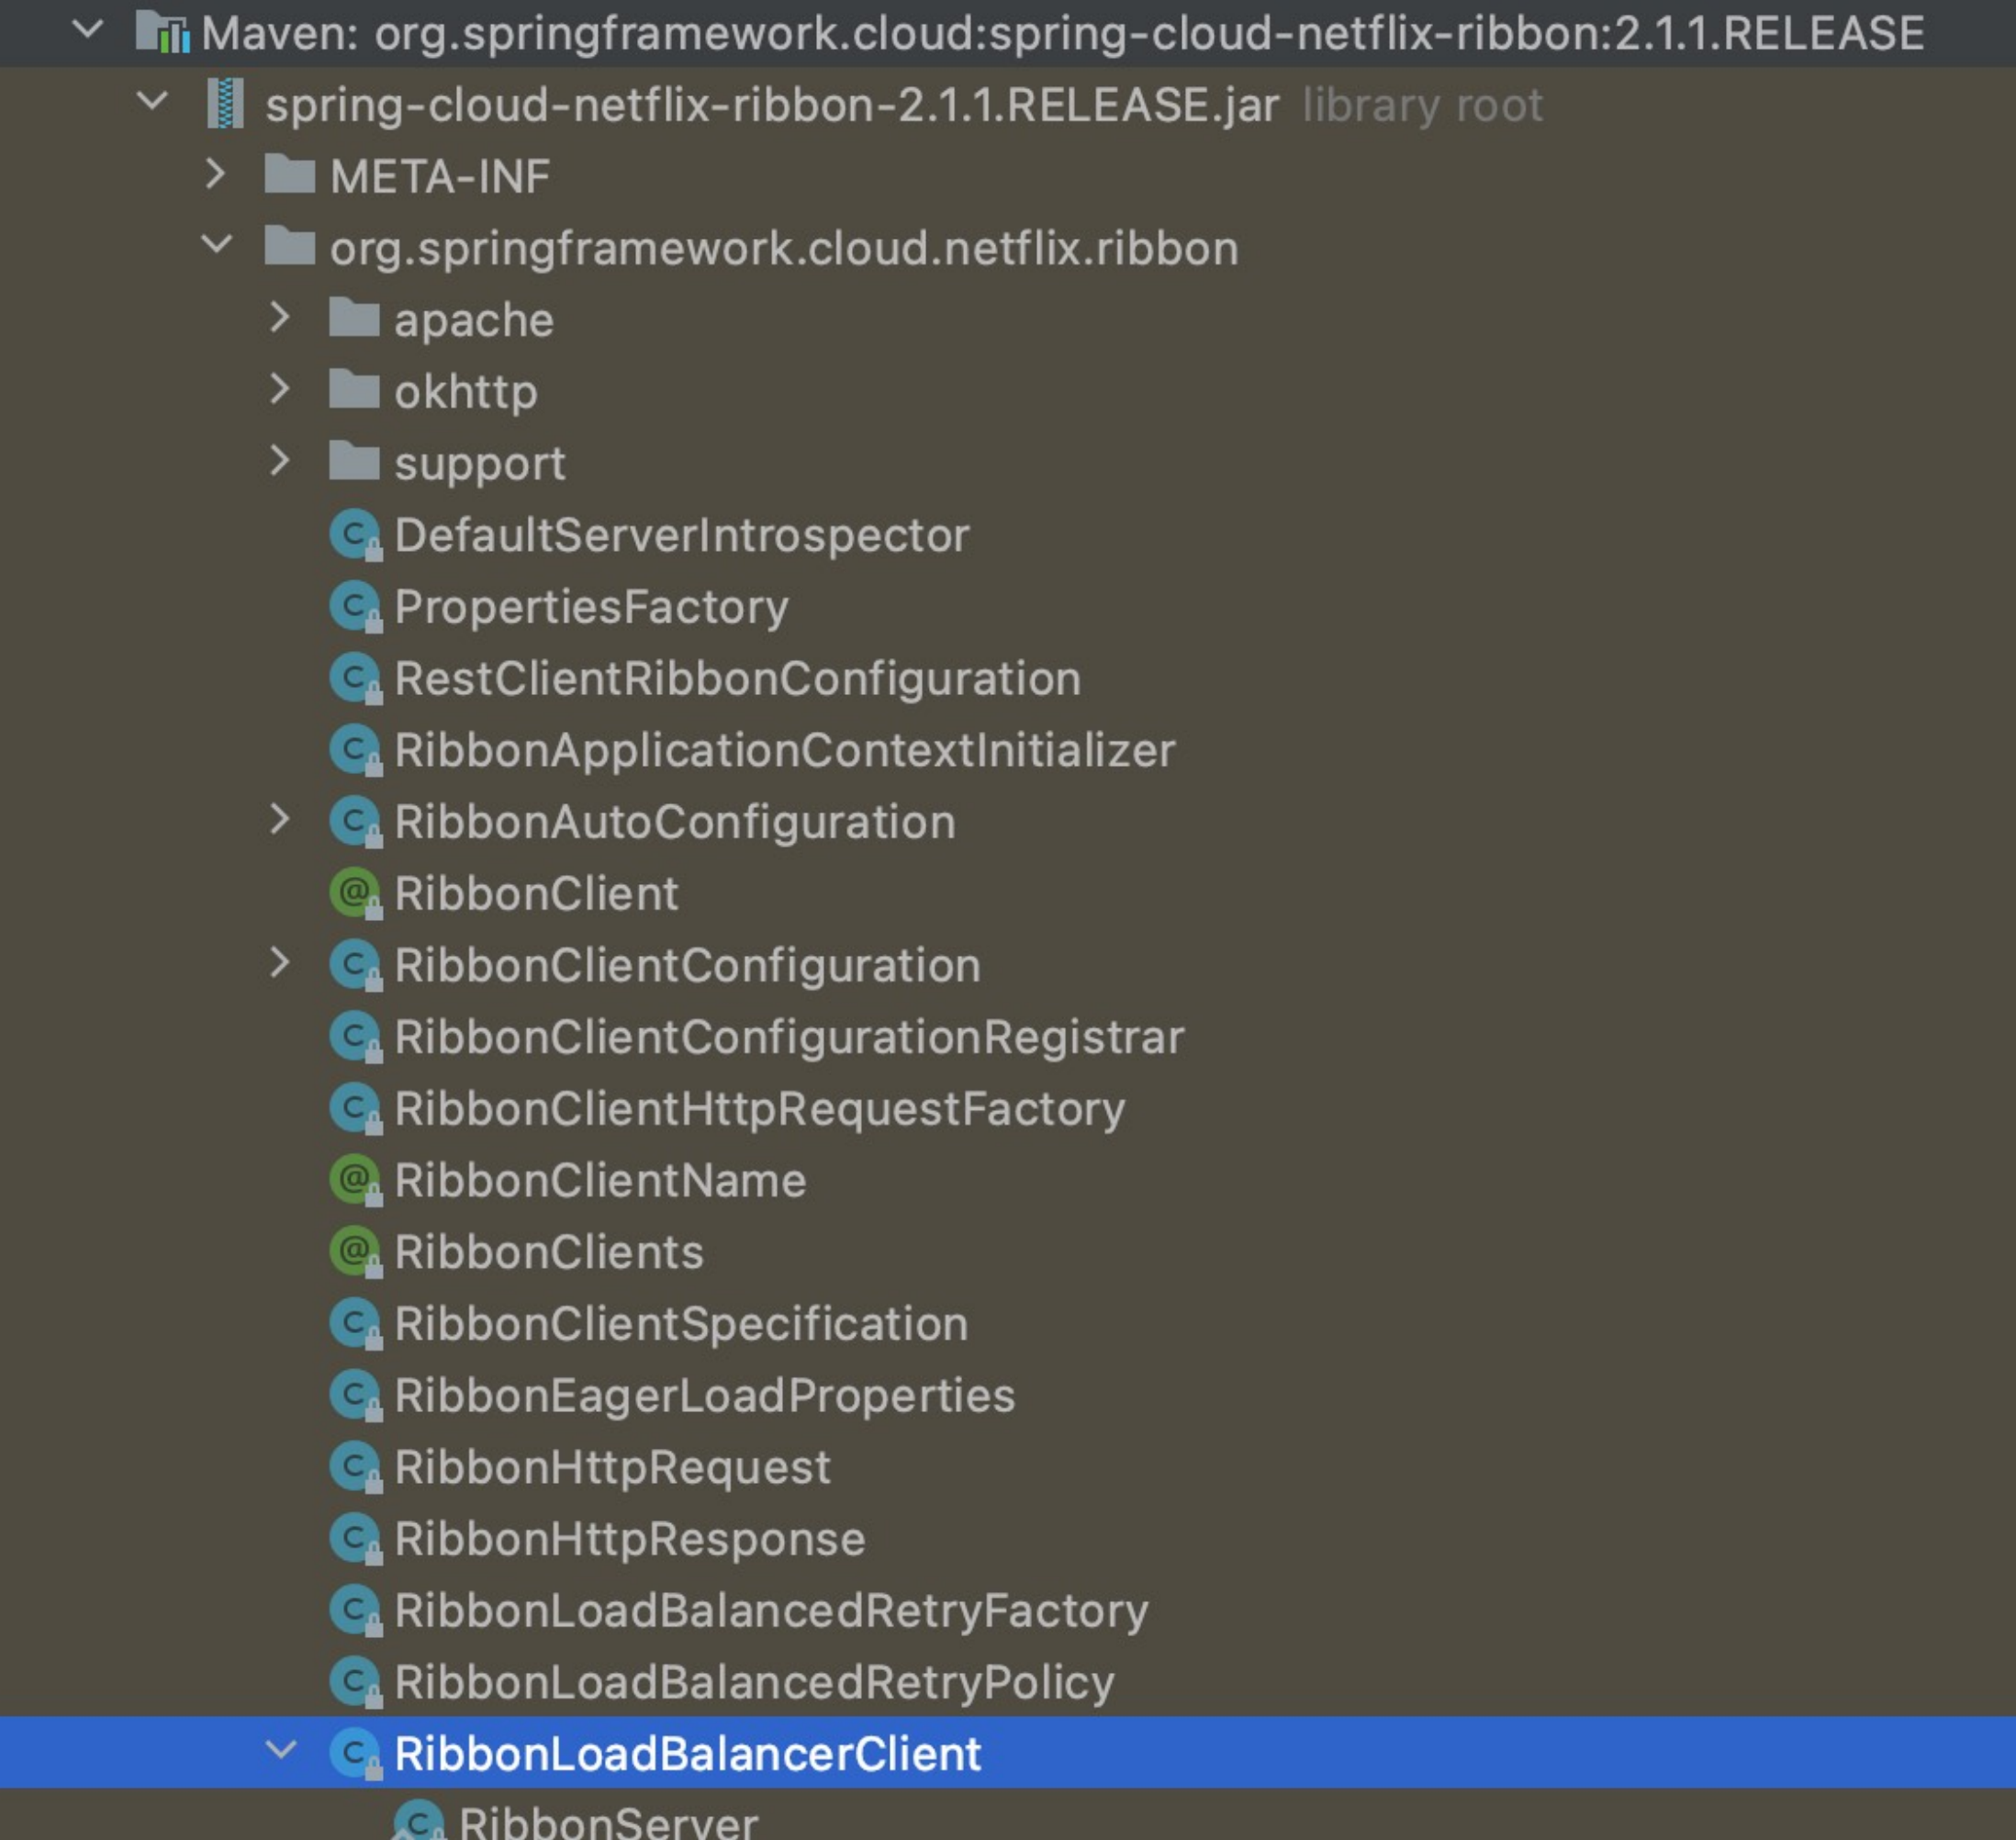 Maven: org.springframework.cloud:spring-cloud-netflix-ribbon:2.1.1.RELEASE
spring-cloud-netflix-ribbon-2.1.1.RELEASE.jar library root
META-INF
org.springframework.cloud.netflix.ribbon
apache
okhttp
support
DefaultServerIntrospector
PropertiesFactory
RestClientRibbonConfiguration
RibbonApplicationContextInitializer
RibbonAutoConfiguration
RibbonClient
RibbonClientConfiguration
RibbonClientConfigurationRegistrar
RibbonClientHttpRequestFactory
RibbonClientName
RibbonClients
RibbonClientSpecification
RibbonEagerLoadProperties
RibbonHttpRequest
RibbonHttpResponse
RibbonLoadBalancedRetryFactory
RibbonLoadBalancedRetryPolicy
RibbonLoadBalancerClient
RibbonServer